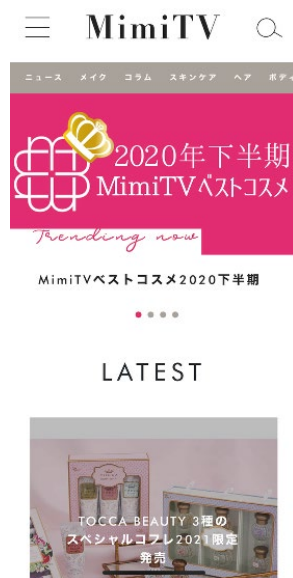 MimiTV
ニュース メイク コラム スキンケア ヘア ボディ
2020年下半期
MimiTVベストコスメ
Trending now
MimiTVベストコスメ2020下半期
LATEST
TOCCA BEAUTY 3種の
スペシャルコフレ2021限定
発売